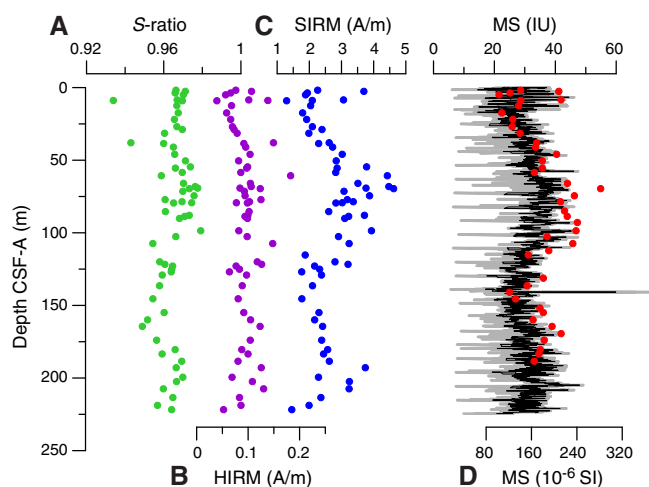 A S-ratio C SIRM (A/m) MS (IU)
0.92 0.96 1 1 2 3 4 5 0 20 40 60
0
50
100
150
200
250
Depth CSF-A (m)
0 0.1 0.2 80 160 240 320
B HIRM (A/m) D MS (10-6 SI)